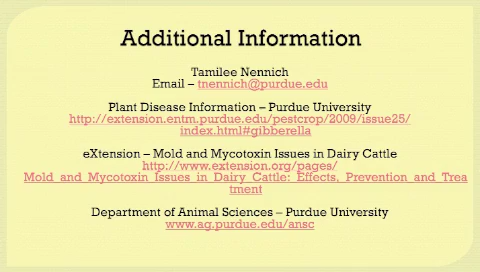 Additional Information
Tamilee Nennich
Email – tnennich@purdue.edu
Plant Disease Information – Purdue University
http://extension.entm.purdue.edu/pestcrop/2009/issue25/
index.html#gibberella
eXtension – Mold and Mycotoxin Issues in Dairy Cattle
http://www.extension.org/pages/
Mold_and_Mycotoxin_Issues_in_Dairy_Cattle:_Effects,_Prevention_and_Trea
tment
Department of Animal Sciences – Purdue University
www.ag.purdue.edu/ansc